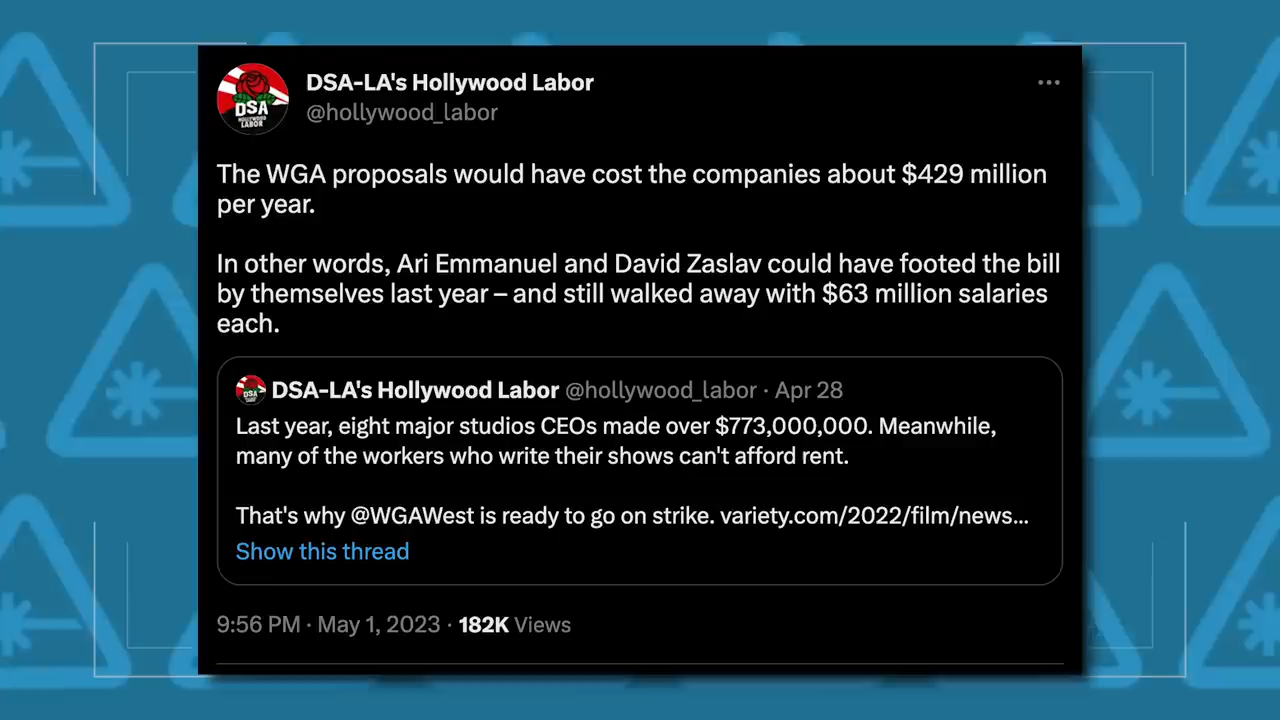 DSA-LA's Hollywood Labor
@hollywood_labor
DSA
HOLLYWOOD
LABOR
The WGA proposals would have cost the companies about $429 million
per year.
In other words, Ari Emmanuel and David Zaslav could have footed the bill
by themselves last year – and still walked away with $63 million salaries
each.
DSA
DSA-LA's Hollywood Labor @hollywood_labor · Apr 28
Last year, eight major studios CEOs made over $773,000,000. Meanwhile,
many of the workers who write their shows can't afford rent.
That's why @WGAWest is ready to go on strike. variety.com/2022/film/news...
Show this thread
9:56 PM · May 1, 2023 · 182K Views